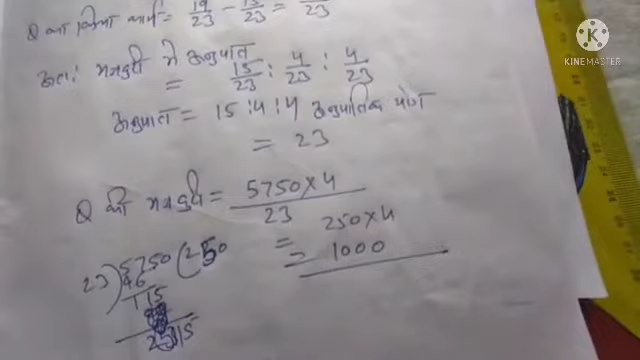 Q का किया कार्य = 19/23 - 15/23 = /23
अतः मजदूरी में अनुपात
= 15/23 : 4/23 : 4/23
अनुपात = 15 : 4 : 4 अनुपातिक योग
= 23
Q की मजदूरी = 5750×4/23
= 250×4
= 1000
23)5750(250
46
115
115
KINEMASTER